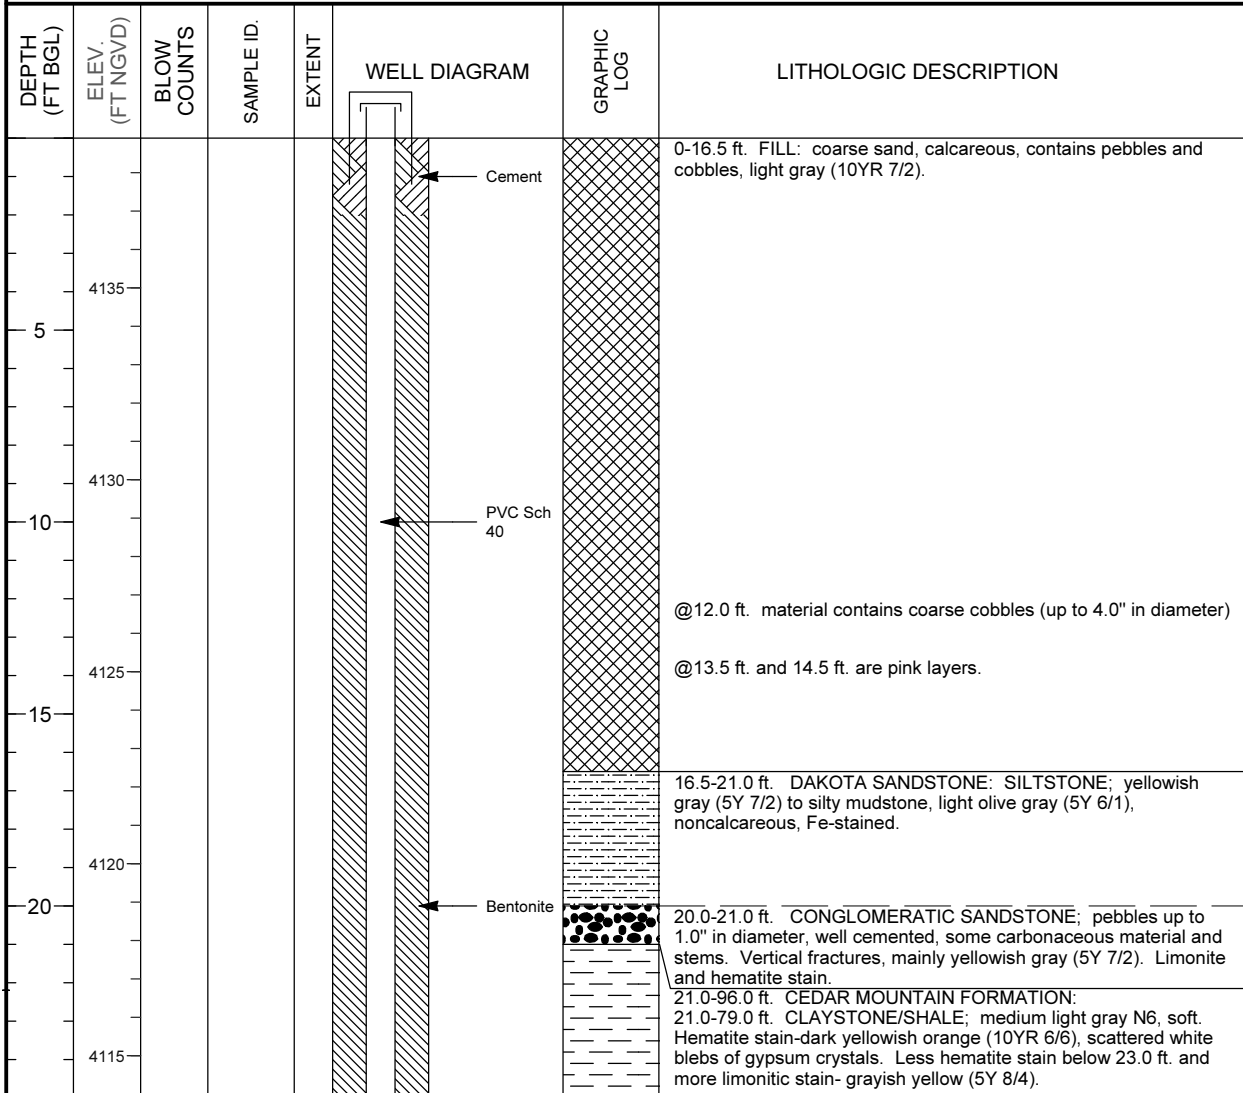 DEPTH
(FT BGL)
ELEV.
(FT NGVD)
BLOW
COUNTS
SAMPLE ID.
EXTENT
WELL DIAGRAM
GRAPHIC
LOG
LITHOLOGIC DESCRIPTION
0-16.5 ft. FILL: coarse sand, calcareous, contains pebbles and
cobbles, light gray (10YR 7/2).
Cement
4135
5
4130
10
PVC Sch
40
@12.0 ft. material contains coarse cobbles (up to 4.0" in diameter)
@13.5 ft. and 14.5 ft. are pink layers.
4125
15
16.5-21.0 ft. DAKOTA SANDSTONE: SILTSTONE; yellowish
gray (5Y 7/2) to silty mudstone, light olive gray (5Y 6/1),
noncalcareous, Fe-stained.
4120
20
Bentonite
20.0-21.0 ft. CONGLOMERATIC SANDSTONE; pebbles up to
1.0" in diameter, well cemented, some carbonaceous material and
stems. Vertical fractures, mainly yellowish gray (5Y 7/2). Limonite
and hematite stain.
21.0-96.0 ft. CEDAR MOUNTAIN FORMATION:
21.0-79.0 ft. CLAYSTONE/SHALE; medium light gray N6, soft.
Hematite stain-dark yellowish orange (10YR 6/6), scattered white
blebs of gypsum crystals. Less hematite stain below 23.0 ft. and
more limonitic stain- grayish yellow (5Y 8/4).
4115